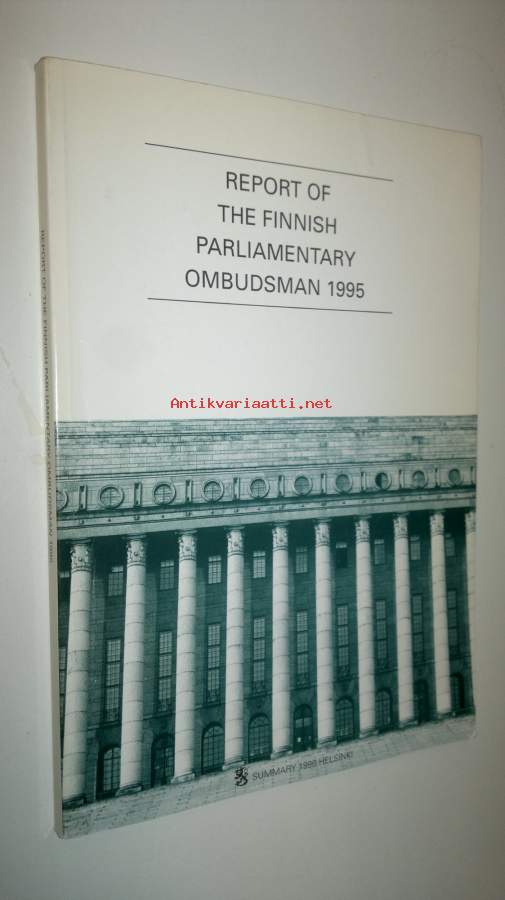 REPORT OF
THE FINNISH
PARLIAMENTARY
OMBUDSMAN 1995
Antikvariaatti.net
REPORT OF THE FINNISH PARLIAMENTARY OMBUDSMAN 1995
SUMMARY 1996 HELSINKI